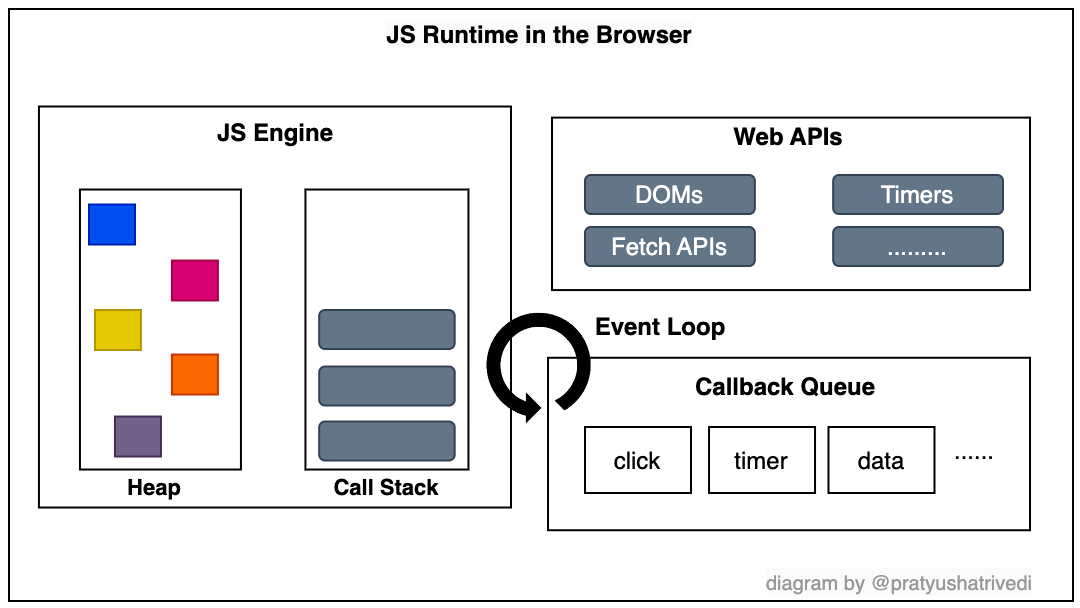 JS Runtime in the Browser
JS Engine
Heap
Call Stack
Web APIs
DOMs
Timers
Fetch APIs
.........
Event Loop
Callback Queue
click
timer
data
......
diagram by @pratyushatrivedi